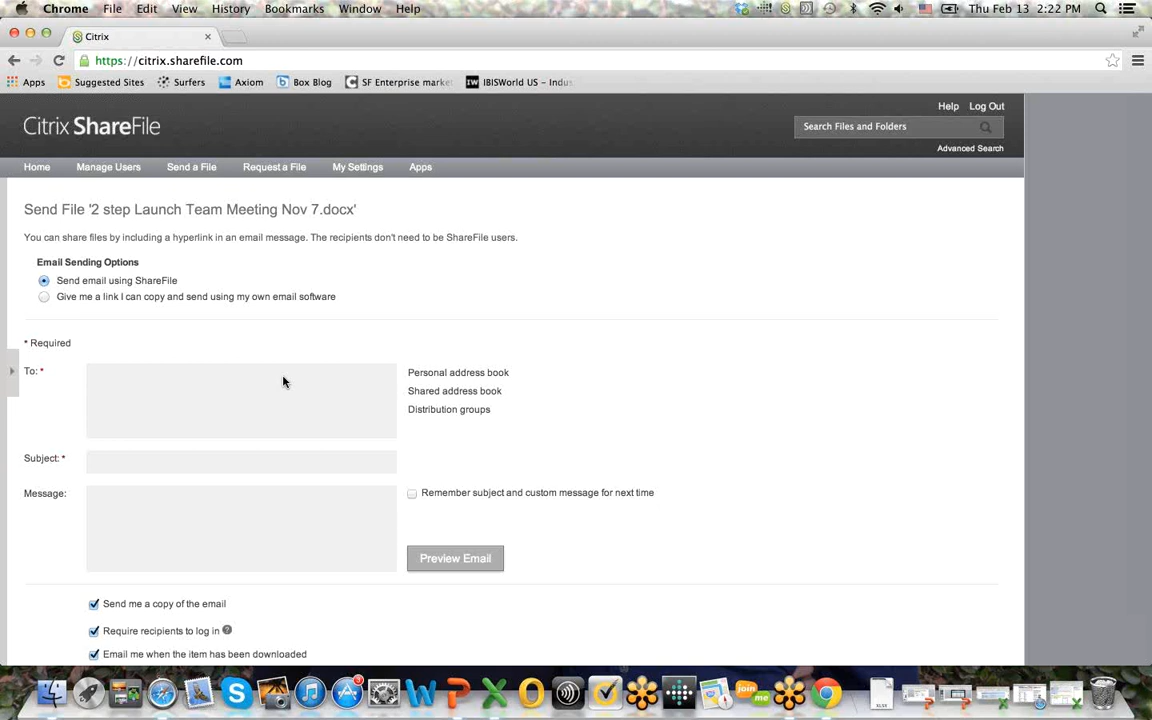 Chrome File Edit View History Bookmarks Window Help Thu Feb 13 2:22 PM
Citrix
https://citrix.sharefile.com
Apps Suggested Sites Surfers Axiom Box Blog SF Enterprise marke IBISWorld US – Indu
Help Log Out
Citrix ShareFile
Search Files and Folders
Advanced Search
Home Manage Users Send a File Request a File My Settings Apps
Send File '2 step Launch Team Meeting Nov 7.docx'
You can share files by including a hyperlink in an email message. The recipients don't need to be ShareFile users.
Email Sending Options
Send email using ShareFile
Give me a link I can copy and send using my own email software
* Required
To: *
Personal address book
Shared address book
Distribution groups
Subject: *
Message:
Remember subject and custom message for next time
Preview Email
Send me a copy of the email
Require recipients to log in ?
Email me when the item has been downloaded
join me